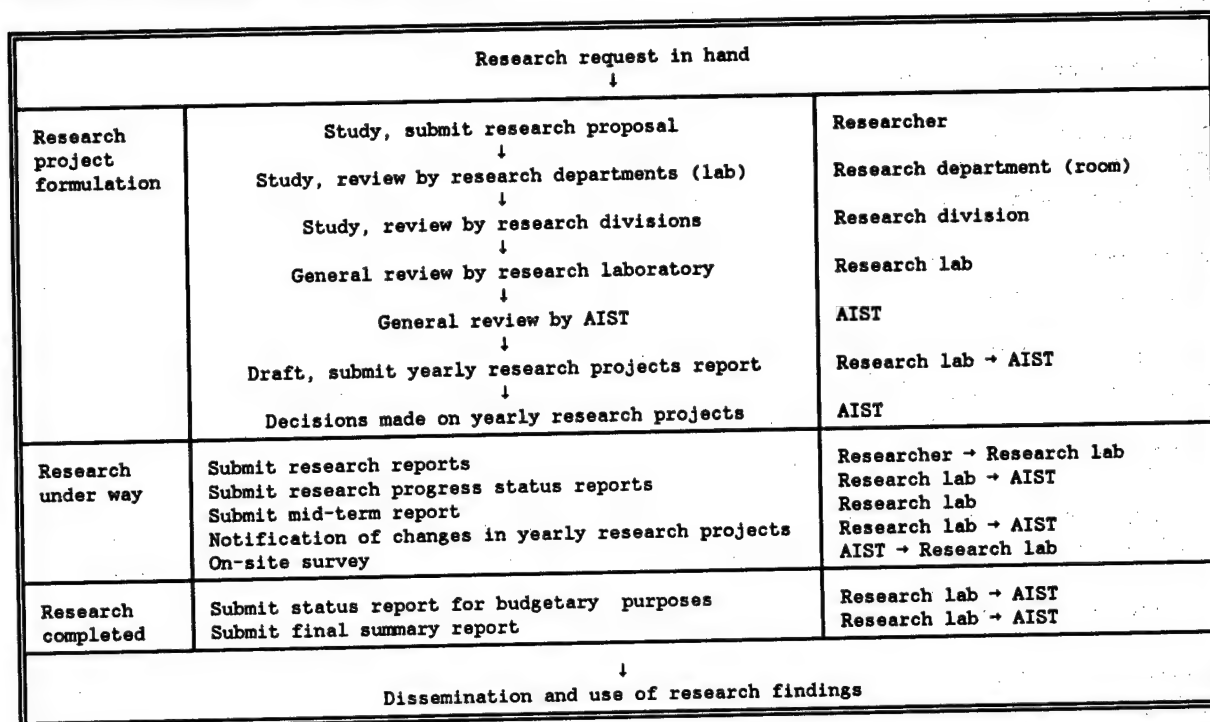 Research request in hand
↓
Research project formulation
Study, submit research proposal Researcher
↓
Study, review by research departments (lab) Research department (room)
↓
Study, review by research divisions Research division
↓
General review by research laboratory Research lab
↓
General review by AIST AIST
↓
Draft, submit yearly research projects report Research lab → AIST
↓
Decisions made on yearly research projects AIST
Research under way
Submit research reports Researcher → Research lab
Submit research progress status reports Research lab → AIST
Submit mid-term report Research lab
Notification of changes in yearly research projects Research lab → AIST
On-site survey AIST → Research lab
Research completed
Submit status report for budgetary purposes Research lab → AIST
Submit final summary report Research lab → AIST
↓
Dissemination and use of research findings